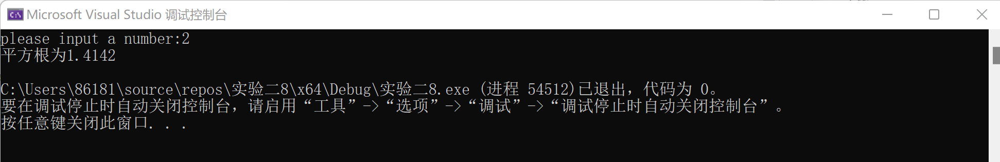 Microsoft Visual Studio 调试控制台
please input a number:2
平方根为1.4142
C:\Users\86181\source\repos\实验二8\x64\Debug\实验二8.exe (进程 54512)已退出，代码为 0。
要在调试停止时自动关闭控制台，请启用“工具”->“选项”->“调试”->“调试停止时自动关闭控制台”。
按任意键关闭此窗口. . .